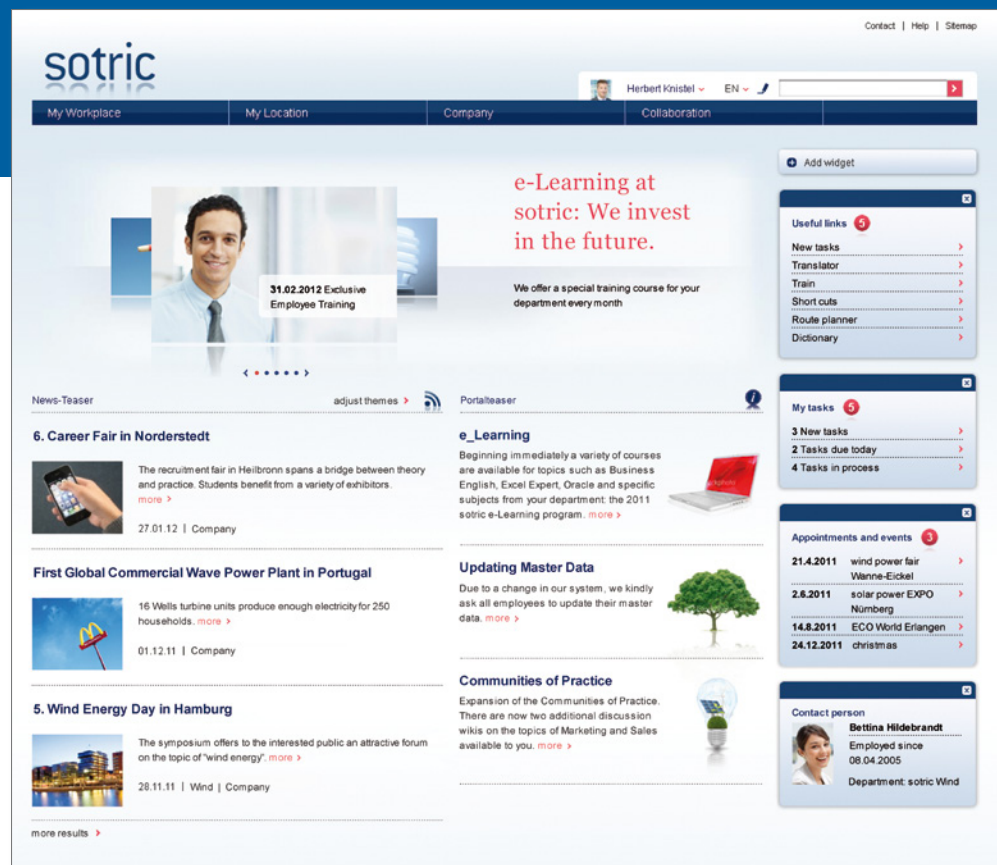 Contact | Help | Sitemap
sotric
Herbert Knistel EN
My Workplace My Location Company Collaboration
e-Learning at
sotric: We invest
in the future.
31.02.2012 Exclusive
Employee Training
We offer a special training course for your
department every month
News-Teaser adjust themes
6. Career Fair in Norderstedt
The recruitment fair in Heilbronn spans a bridge between theory
and practice. Students benefit from a variety of exhibitors.
more
27.01.12 | Company
First Global Commercial Wave Power Plant in Portugal
16 Wells turbine units produce enough electricity for 250
households. more
01.12.11 | Company
5. Wind Energy Day in Hamburg
The symposium offers to the interested public an attractive forum
on the topic of "wind energy". more
28.11.11 | Wind | Company
more results
Portalteaser
e_Learning
Beginning immediately a variety of courses
are available for topics such as Business
English, Excel Expert, Oracle and specific
subjects from your department: the 2011
sotric e-Learning program. more
Updating Master Data
Due to a change in our system, we kindly
ask all employees to update their master
data. more
Communities of Practice
Expansion of the Communities of Practice.
There are now two additional discussion
wikis on the topics of Marketing and Sales
available to you. more
Add widget
Useful links 5
New tasks
Translator
Train
Short cuts
Route planner
Dictionary
My tasks 5
3 New tasks
2 Tasks due today
4 Tasks in process
Appointments and events 3
21.4.2011 wind power fair
Wanne-Eickel
2.6.2011 solar power EXPO
Nürnberg
14.8.2011 ECO World Erlangen
24.12.2011 christmas
Contact person
Bettina Hildebrandt
Employed since
08.04.2005
Department: sotric Wind